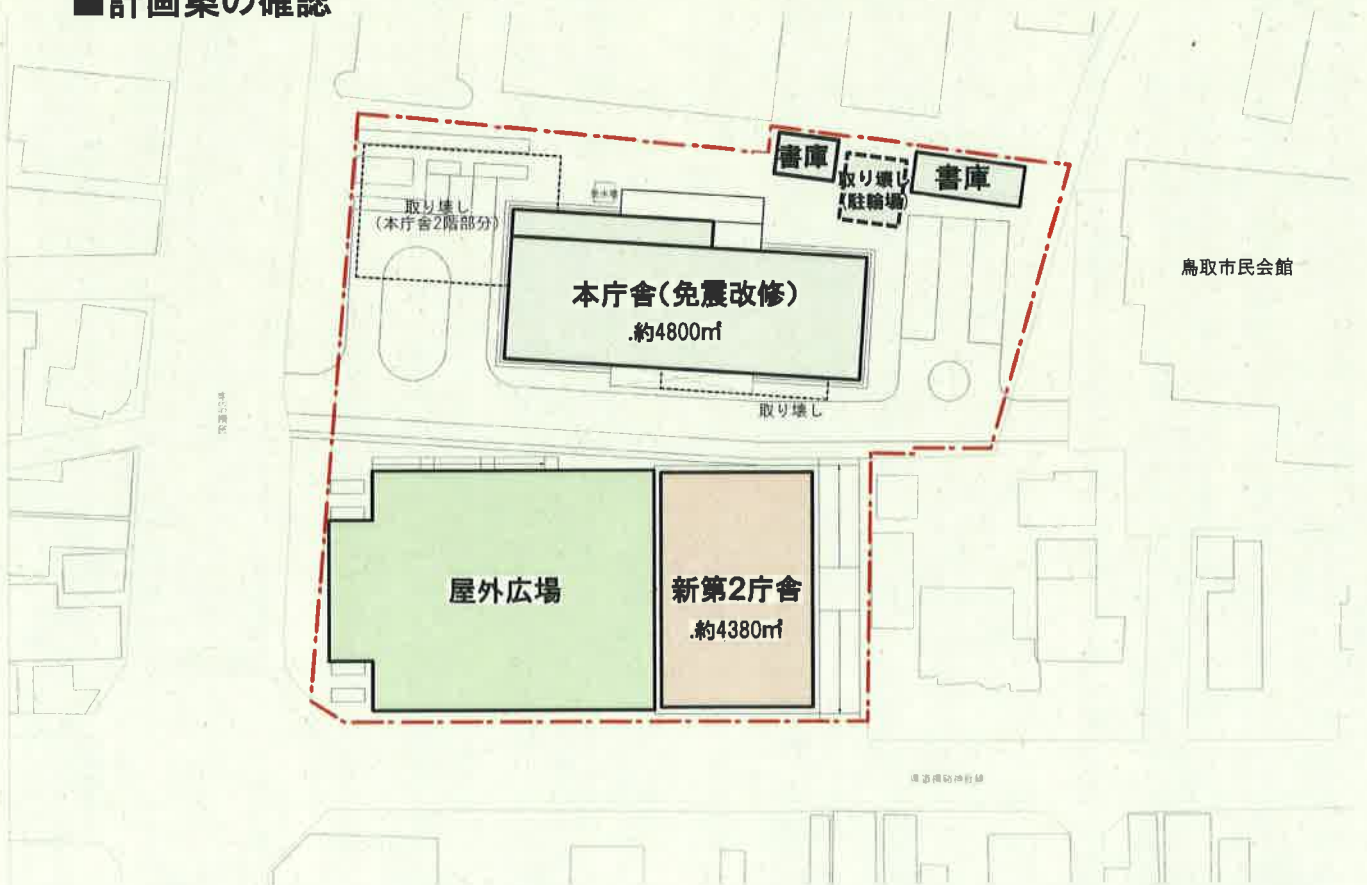 ■計画案の確認
書庫
取り壊し
(駐輪場)
書庫
取り壊し
(本庁舎2階部分)
鳥取市民会館
本庁舎(免震改修)
.約4800㎡
取り壊し
屋外広場
新第2庁舎
.約4380㎡